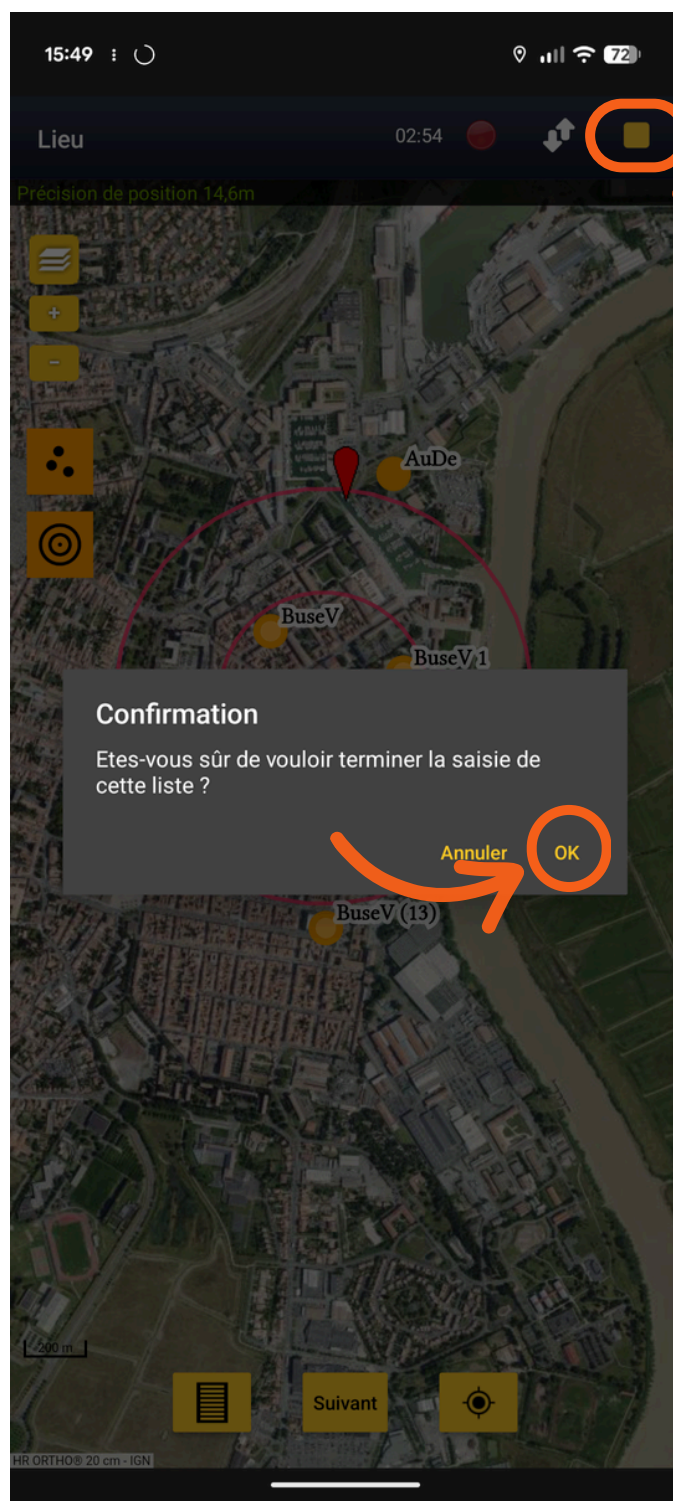 15:49
72
Lieu
02:54
Précision de position 14,6m
+
-
AuDe
BuseV
BuseV 1
Confirmation
Etes-vous sûr de vouloir terminer la saisie de
cette liste ?
Annuler
OK
BuseV (13)
200 m
Suivant
HR ORTHO® 20 cm - IGN